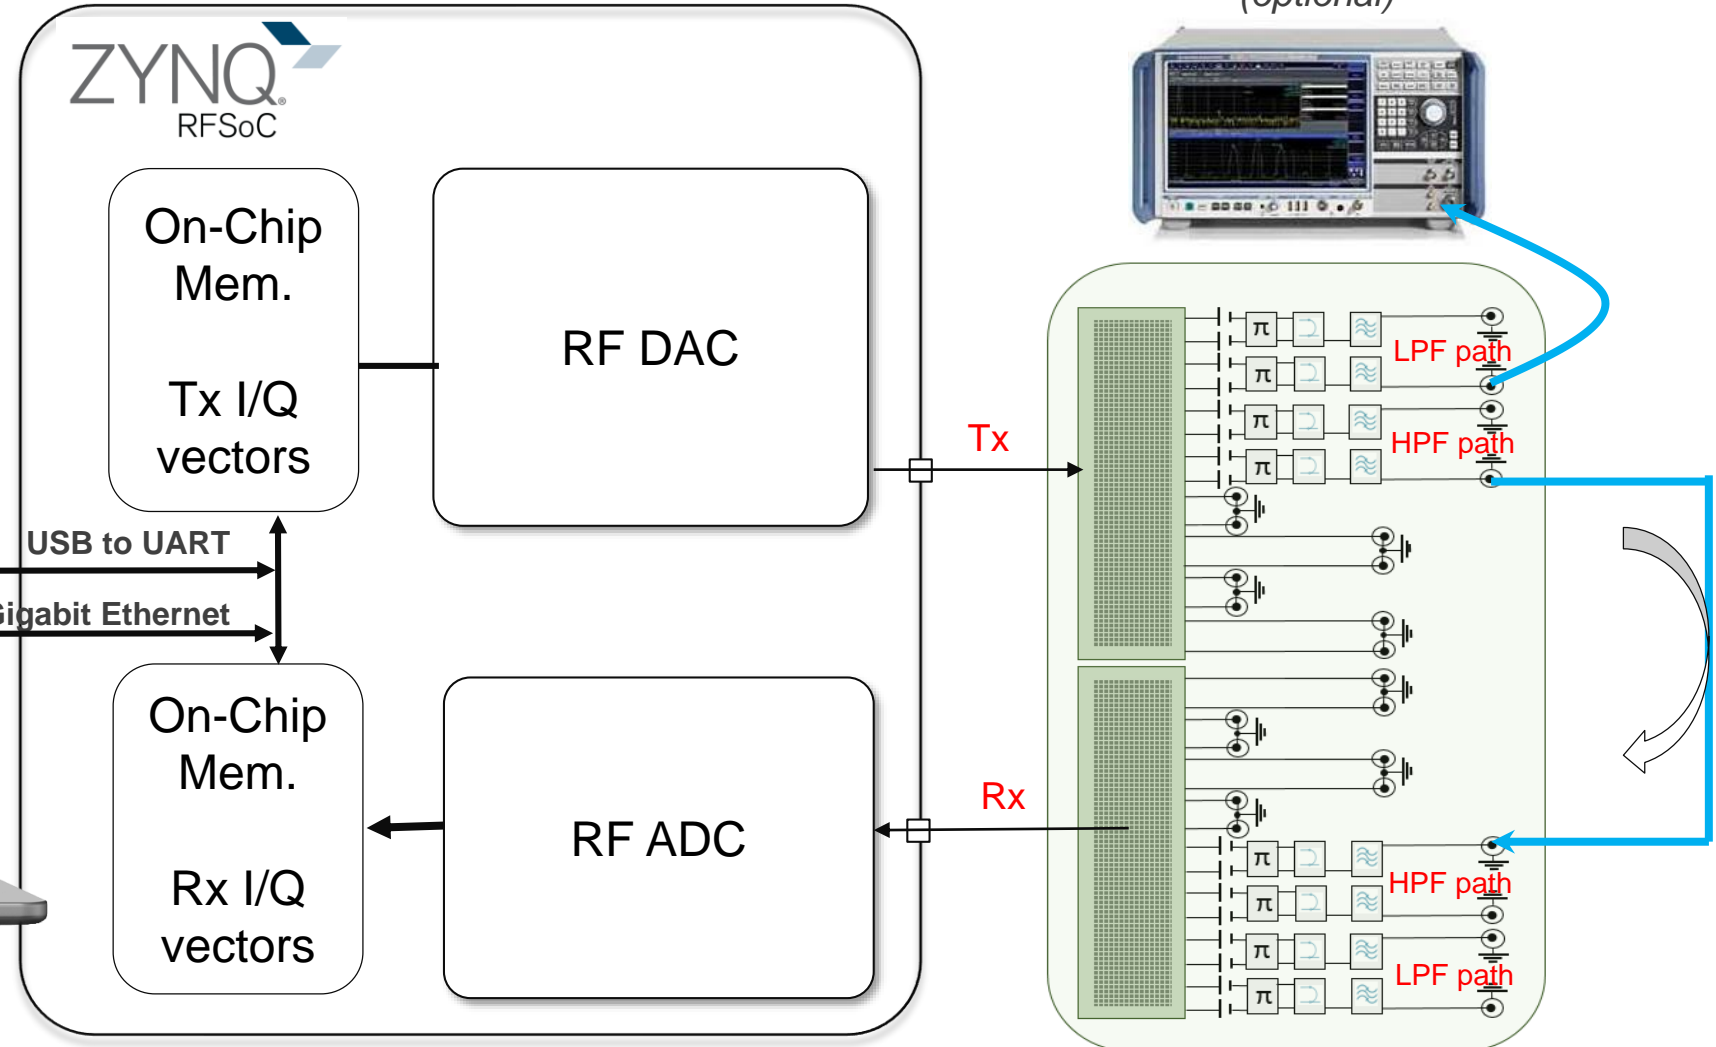 (optional)
ZYNQ
RFSoC
On-Chip
Mem.
Tx I/Q
vectors
RF DAC
Tx
π
LPF path
π
π
HPF path
π
USB to UART
Gigabit Ethernet
On-Chip
Mem.
Rx I/Q
vectors
RF ADC
Rx
π
HPF path
π
π
LPF path
π